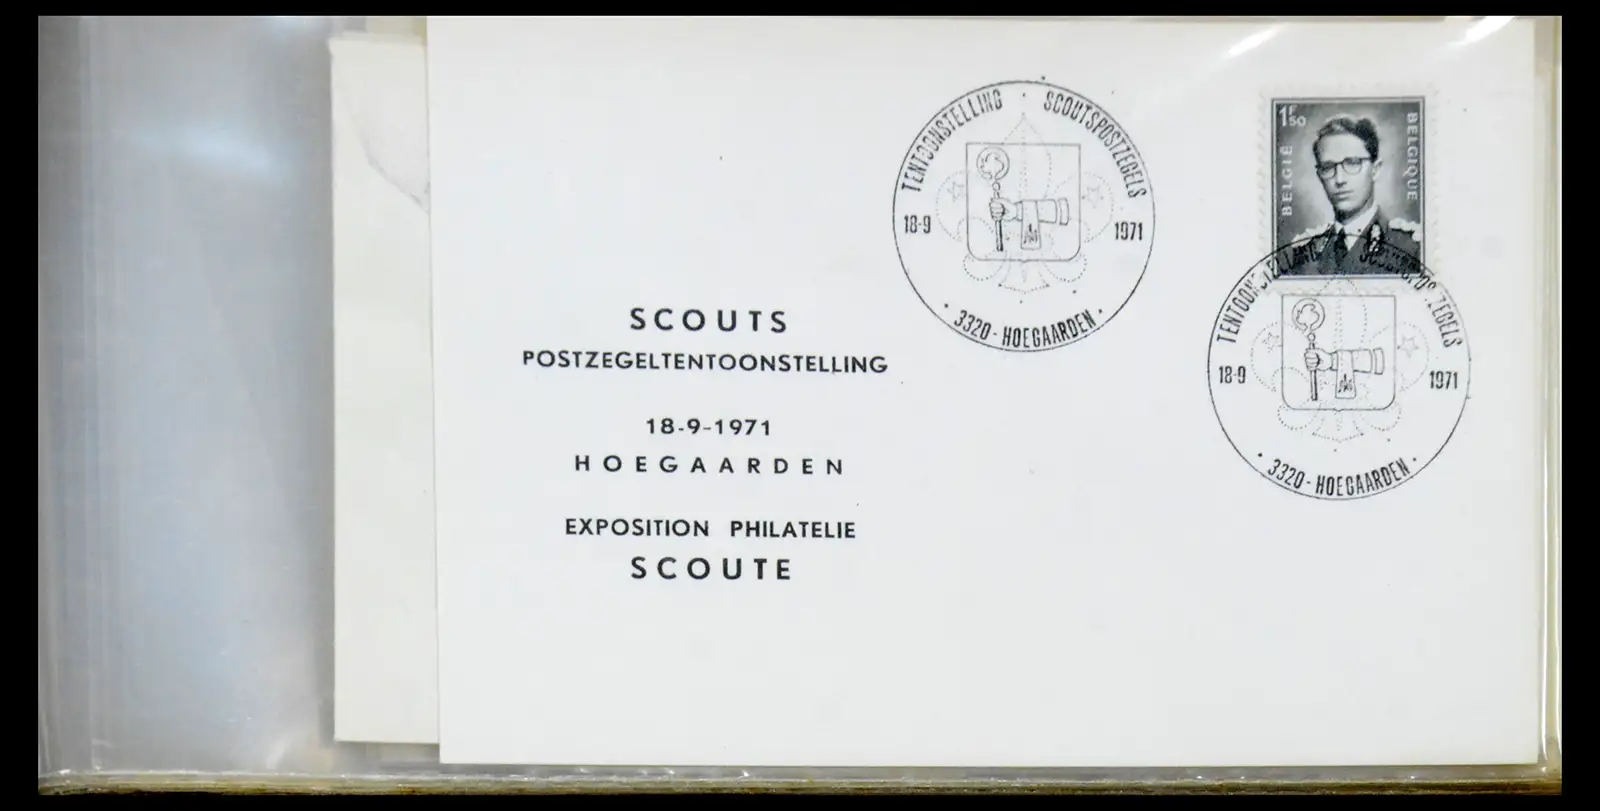 TENTOONSTELLING · SCOUTSPOSTZEGELS
18-9 1971
· 3320 - HOEGAARDEN ·
1F50
BELGIË BELGIQUE
TENTOONSTELLING SCOUTSPOSTZEGELS
18-9 1971
· 3320 - HOEGAARDEN ·
SCOUTS
POSTZEGELTENTOONSTELLING
18-9-1971
HOEGAARDEN
EXPOSITION PHILATELIE
SCOUTE